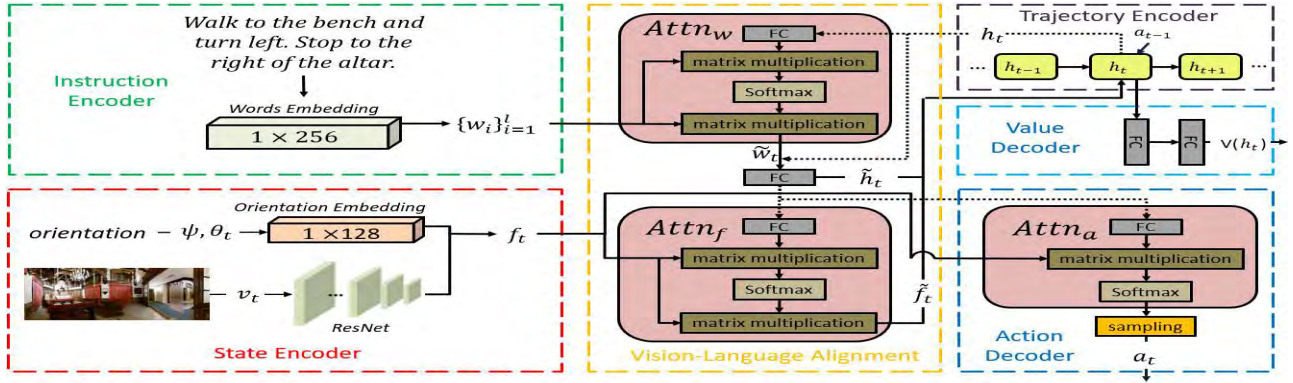 Walk to the bench and
turn left. Stop to the
right of the altar.
Instruction
Encoder
Words Embedding
1 × 256
{w_i}_{i=1}^{l}
Orientation Embedding
orientation − ψ, θ_t
1 ×128
f_t
v_t
...
ResNet
State Encoder
Attn_w
FC
matrix multiplication
Softmax
matrix multiplication
w̃_t
FC
h̃_t
Attn_f
FC
matrix multiplication
Softmax
matrix multiplication
f̃_t
Vision-Language Alignment
Trajectory Encoder
h_t
a_{t−1}
...
h_{t−1}
h_t
h_{t+1}
...
Value
Decoder
FC
FC
V(h_t)
Attn_a
FC
matrix multiplication
Softmax
sampling
Action
Decoder
a_t